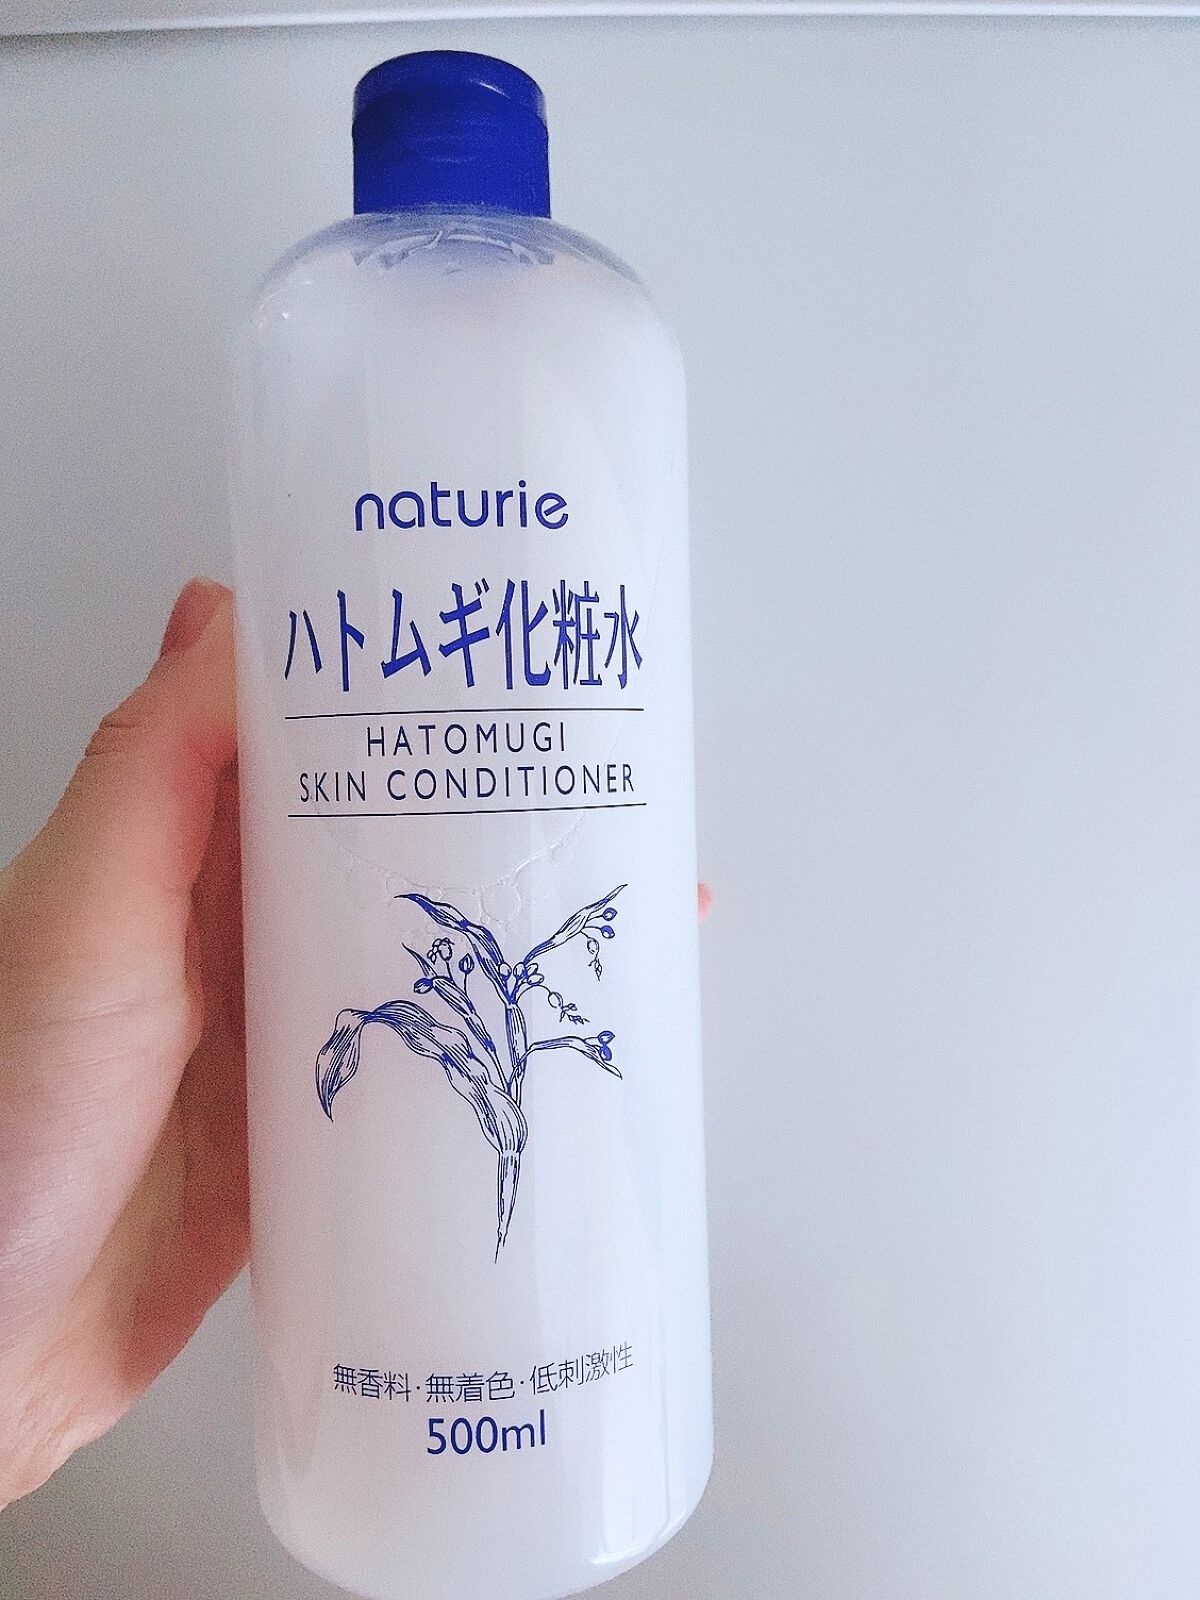 naturie
ハトムギ化粧水
HATOMUGI
SKIN CONDITIONER
無香料・無着色・低刺激性
500ml